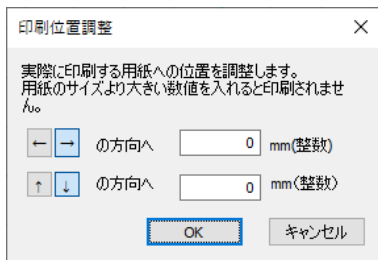 印刷位置調整
実際に印刷する用紙への位置を調整します。
用紙のサイズより大きい数値を入れると印刷されませ
ん。
← → の方向へ 0 mm(整数)
↑ ↓ の方向へ 0 mm(整数)
OK キャンセル